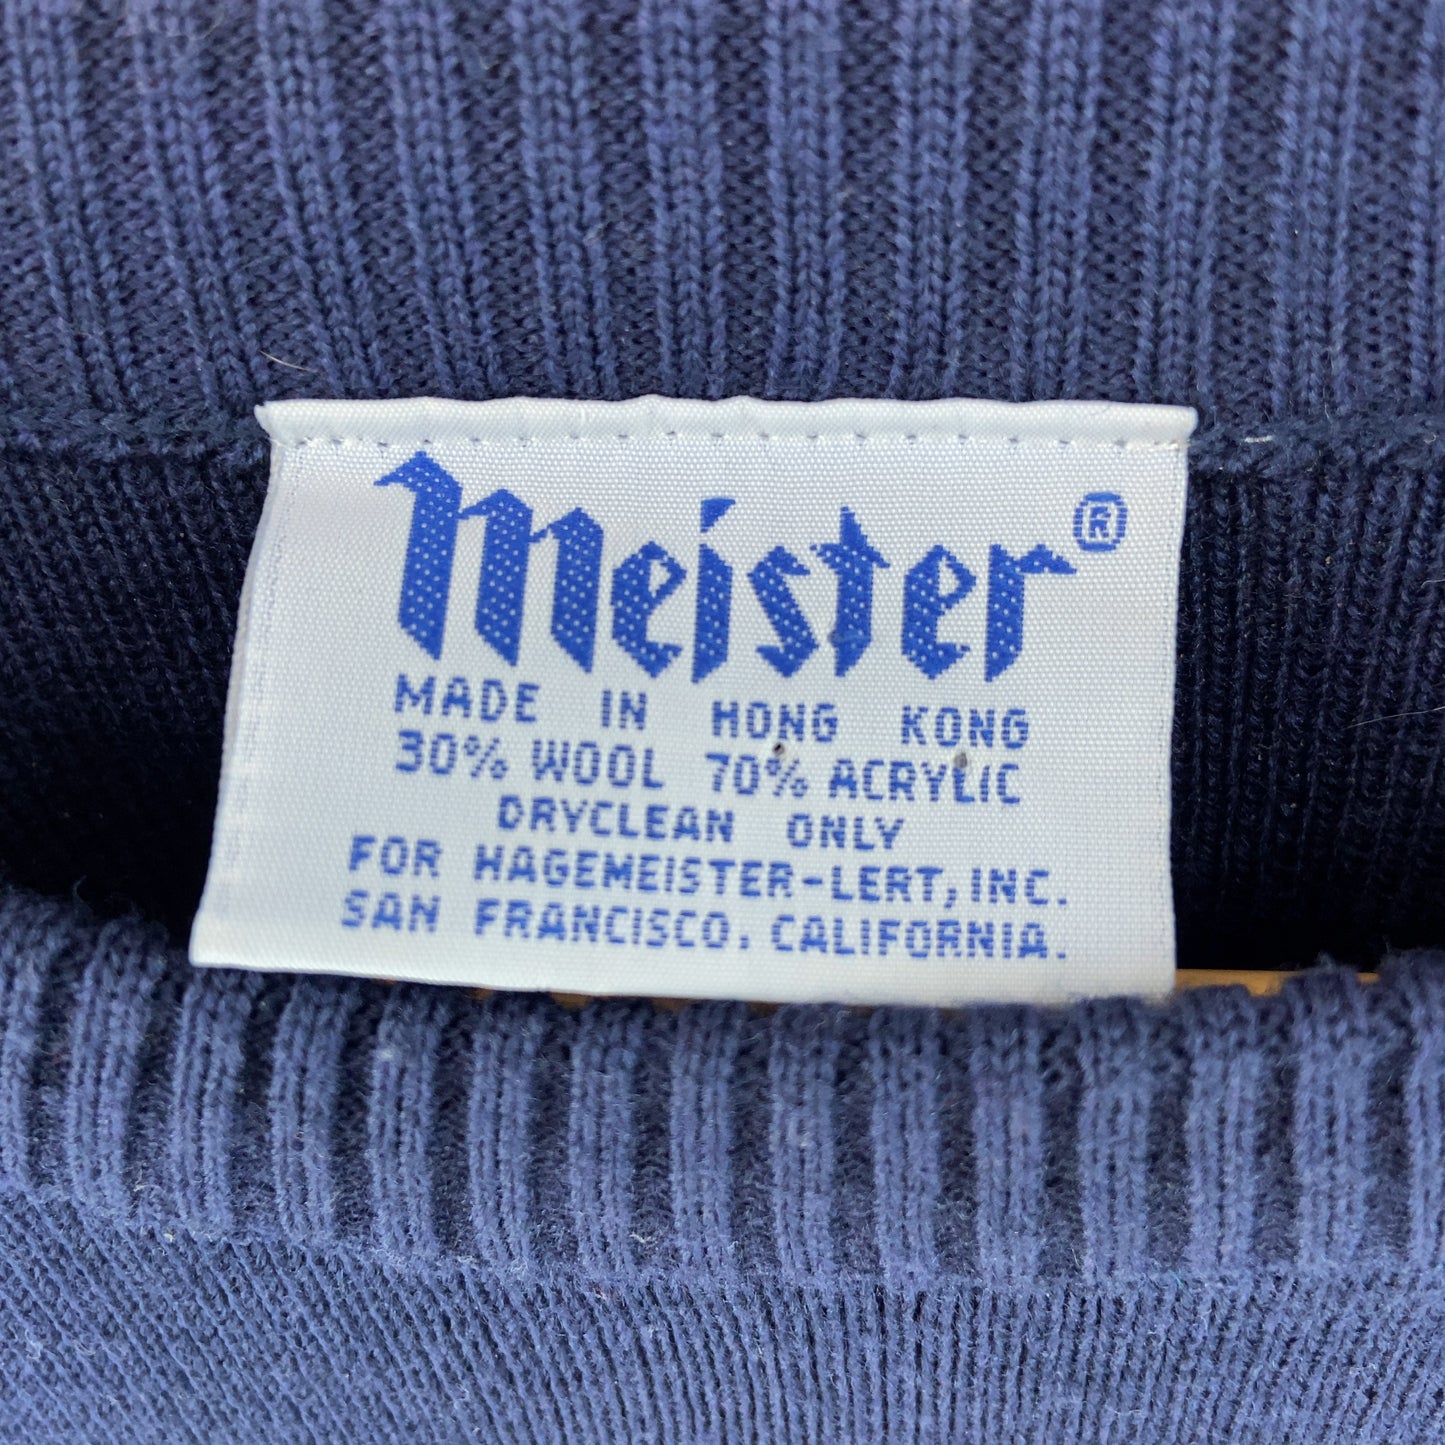 meister®
MADE IN HONG KONG
30% WOOL 70% ACRYLIC
DRYCLEAN ONLY
FOR HAGEMEISTER-LERT, INC.
SAN FRANCISCO, CALIFORNIA.